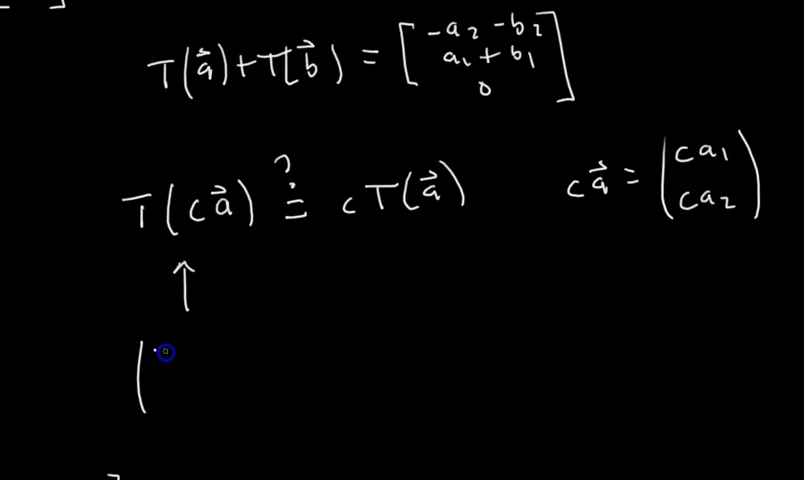 T(a⃗)+T(b⃗) = [-a₂ -b₂
a₁ + b₁
0]
T(ca⃗) ≟ cT(a⃗) ca⃗ = (ca₁
ca₂)
↑
(